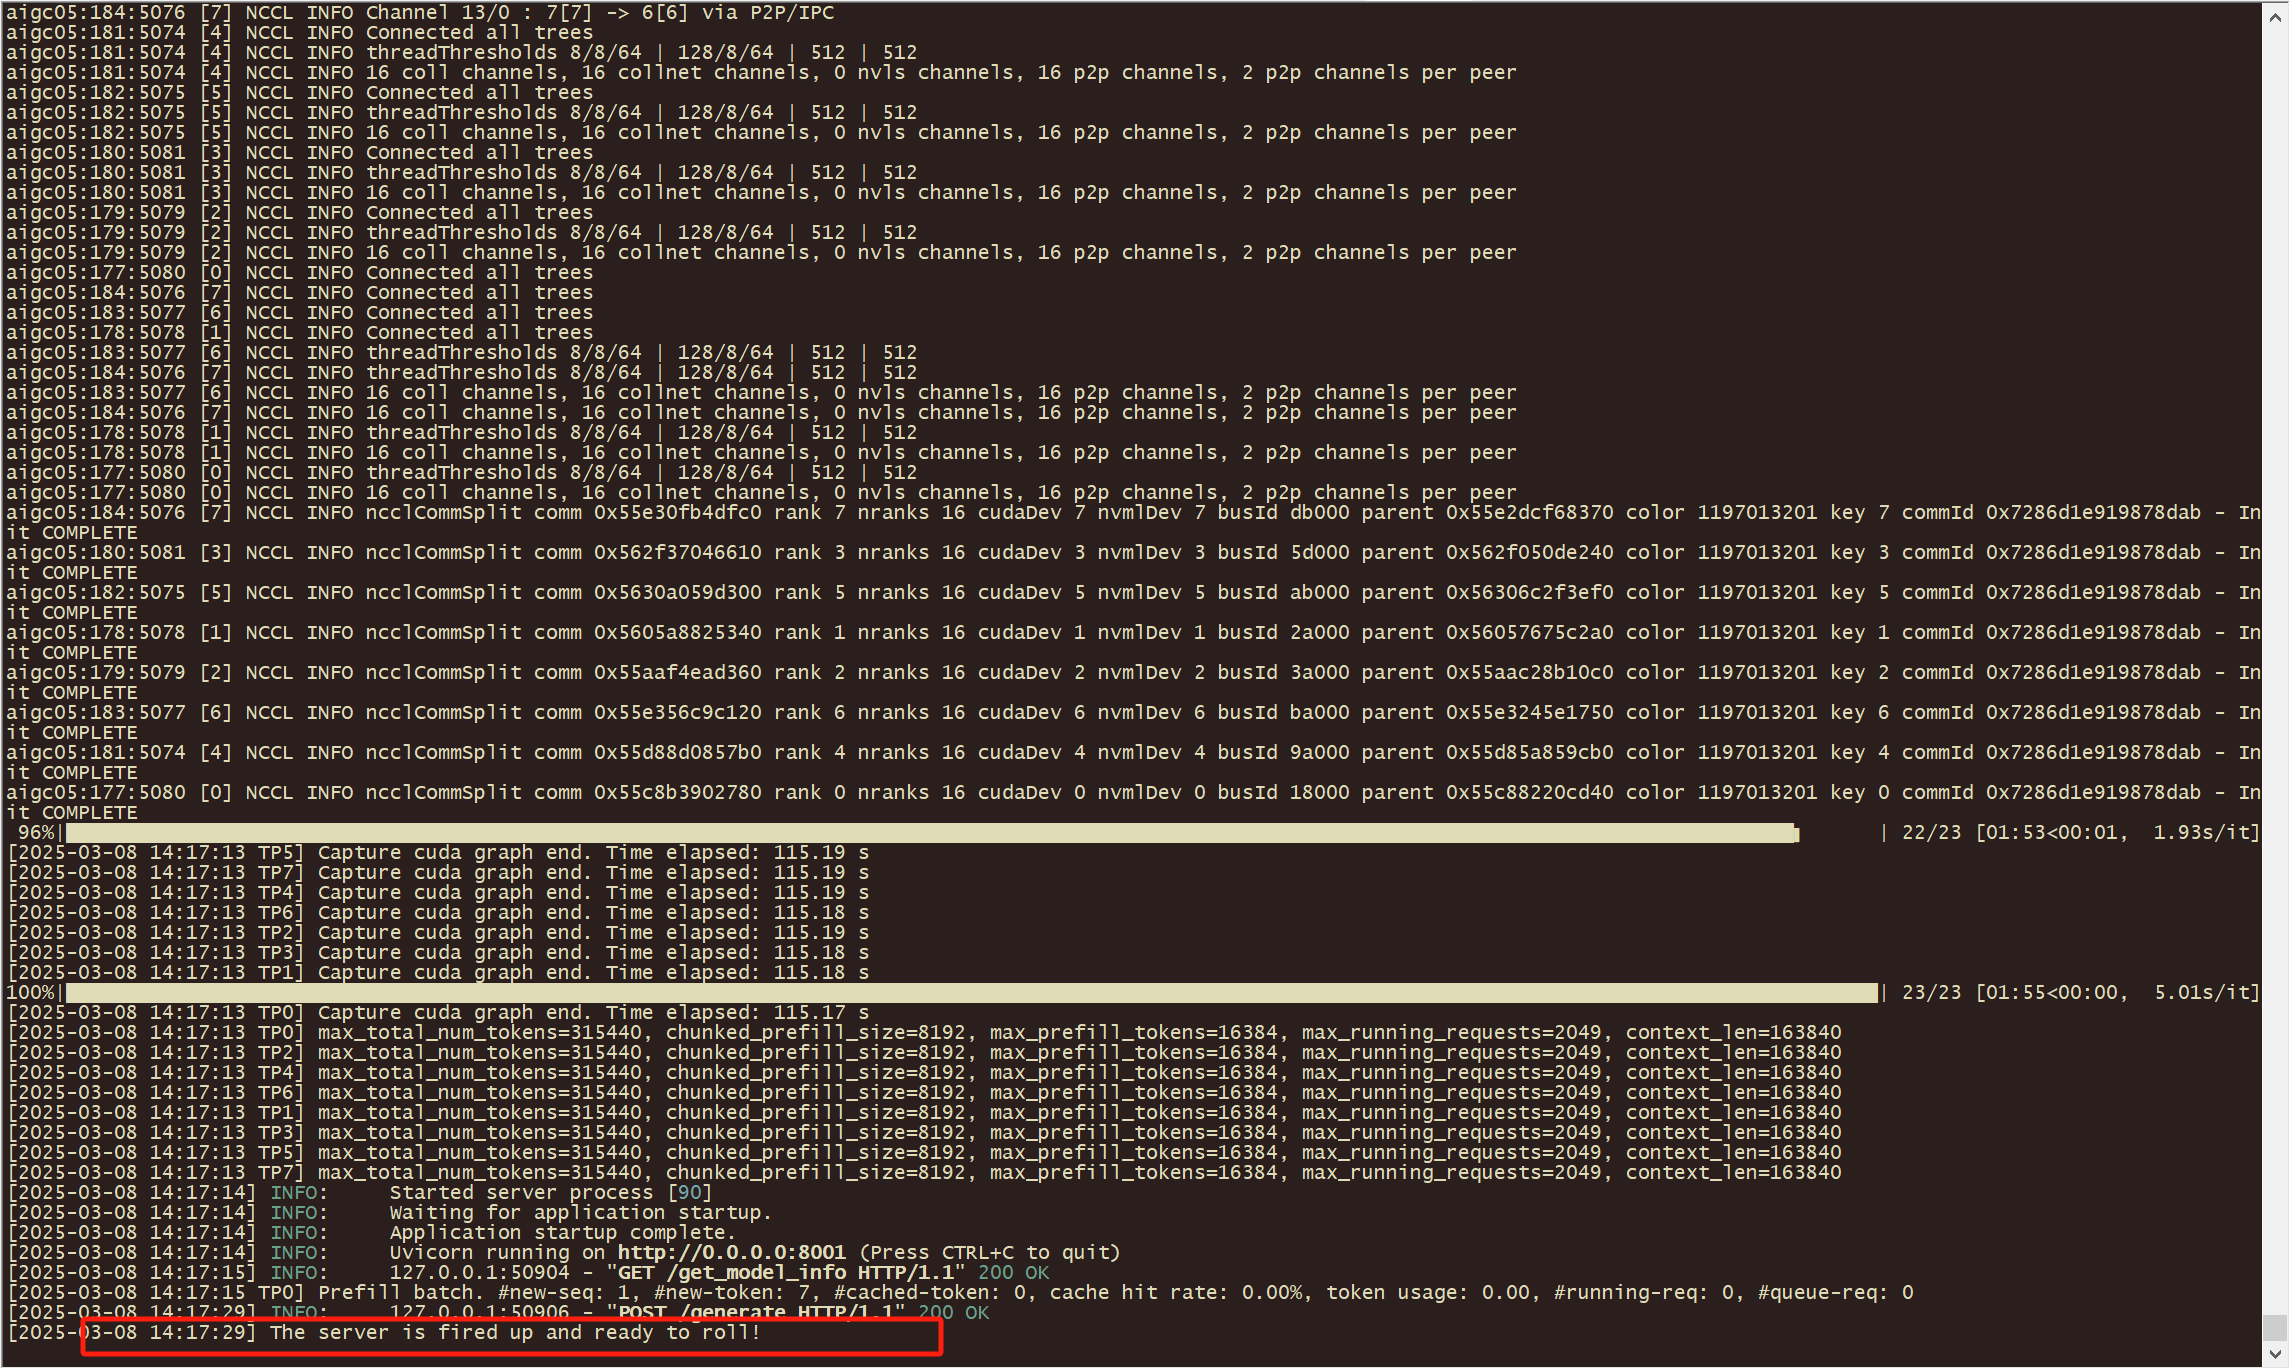 aigc05:184:5076 [7] NCCL INFO Channel 13/0 : 7[7] -> 6[6] via P2P/IPC
aigc05:181:5074 [4] NCCL INFO Connected all trees
aigc05:181:5074 [4] NCCL INFO threadThresholds 8/8/64 | 128/8/64 | 512 | 512
aigc05:181:5074 [4] NCCL INFO 16 coll channels, 16 collnet channels, 0 nvls channels, 16 p2p channels, 2 p2p channels per peer
aigc05:182:5075 [5] NCCL INFO Connected all trees
aigc05:182:5075 [5] NCCL INFO threadThresholds 8/8/64 | 128/8/64 | 512 | 512
aigc05:182:5075 [5] NCCL INFO 16 coll channels, 16 collnet channels, 0 nvls channels, 16 p2p channels, 2 p2p channels per peer
aigc05:180:5081 [3] NCCL INFO Connected all trees
aigc05:180:5081 [3] NCCL INFO threadThresholds 8/8/64 | 128/8/64 | 512 | 512
aigc05:180:5081 [3] NCCL INFO 16 coll channels, 16 collnet channels, 0 nvls channels, 16 p2p channels, 2 p2p channels per peer
aigc05:179:5079 [2] NCCL INFO Connected all trees
aigc05:179:5079 [2] NCCL INFO threadThresholds 8/8/64 | 128/8/64 | 512 | 512
aigc05:179:5079 [2] NCCL INFO 16 coll channels, 16 collnet channels, 0 nvls channels, 16 p2p channels, 2 p2p channels per peer
aigc05:177:5080 [0] NCCL INFO Connected all trees
aigc05:184:5076 [7] NCCL INFO Connected all trees
aigc05:183:5077 [6] NCCL INFO Connected all trees
aigc05:178:5078 [1] NCCL INFO Connected all trees
aigc05:183:5077 [6] NCCL INFO threadThresholds 8/8/64 | 128/8/64 | 512 | 512
aigc05:184:5076 [7] NCCL INFO threadThresholds 8/8/64 | 128/8/64 | 512 | 512
aigc05:183:5077 [6] NCCL INFO 16 coll channels, 16 collnet channels, 0 nvls channels, 16 p2p channels, 2 p2p channels per peer
aigc05:184:5076 [7] NCCL INFO 16 coll channels, 16 collnet channels, 0 nvls channels, 16 p2p channels, 2 p2p channels per peer
aigc05:178:5078 [1] NCCL INFO threadThresholds 8/8/64 | 128/8/64 | 512 | 512
aigc05:178:5078 [1] NCCL INFO 16 coll channels, 16 collnet channels, 0 nvls channels, 16 p2p channels, 2 p2p channels per peer
aigc05:177:5080 [0] NCCL INFO threadThresholds 8/8/64 | 128/8/64 | 512 | 512
aigc05:177:5080 [0] NCCL INFO 16 coll channels, 16 collnet channels, 0 nvls channels, 16 p2p channels, 2 p2p channels per peer
aigc05:184:5076 [7] NCCL INFO ncclCommSplit comm 0x55e30fb4dfc0 rank 7 nranks 16 cudaDev 7 nvmlDev 7 busId db000 parent 0x55e2dcf68370 color 1197013201 key 7 commId 0x7286d1e919878dab - In
it COMPLETE
aigc05:180:5081 [3] NCCL INFO ncclCommSplit comm 0x562f37046610 rank 3 nranks 16 cudaDev 3 nvmlDev 3 busId 5d000 parent 0x562f050de240 color 1197013201 key 3 commId 0x7286d1e919878dab - In
it COMPLETE
aigc05:182:5075 [5] NCCL INFO ncclCommSplit comm 0x5630a059d300 rank 5 nranks 16 cudaDev 5 nvmlDev 5 busId ab000 parent 0x56306c2f3ef0 color 1197013201 key 5 commId 0x7286d1e919878dab - In
it COMPLETE
aigc05:178:5078 [1] NCCL INFO ncclCommSplit comm 0x5605a8825340 rank 1 nranks 16 cudaDev 1 nvmlDev 1 busId 2a000 parent 0x56057675c2a0 color 1197013201 key 1 commId 0x7286d1e919878dab - In
it COMPLETE
aigc05:179:5079 [2] NCCL INFO ncclCommSplit comm 0x55aaf4ead360 rank 2 nranks 16 cudaDev 2 nvmlDev 2 busId 3a000 parent 0x55aac28b10c0 color 1197013201 key 2 commId 0x7286d1e919878dab - In
it COMPLETE
aigc05:183:5077 [6] NCCL INFO ncclCommSplit comm 0x55e356c9c120 rank 6 nranks 16 cudaDev 6 nvmlDev 6 busId ba000 parent 0x55e3245e1750 color 1197013201 key 6 commId 0x7286d1e919878dab - In
it COMPLETE
aigc05:181:5074 [4] NCCL INFO ncclCommSplit comm 0x55d88d0857b0 rank 4 nranks 16 cudaDev 4 nvmlDev 4 busId 9a000 parent 0x55d85a859cb0 color 1197013201 key 4 commId 0x7286d1e919878dab - In
it COMPLETE
aigc05:177:5080 [0] NCCL INFO ncclCommSplit comm 0x55c8b3902780 rank 0 nranks 16 cudaDev 0 nvmlDev 0 busId 18000 parent 0x55c88220cd40 color 1197013201 key 0 commId 0x7286d1e919878dab - In
it COMPLETE
96%| | 22/23 [01:53<00:01, 1.93s/it]
[2025-03-08 14:17:13 TP5] Capture cuda graph end. Time elapsed: 115.19 s
[2025-03-08 14:17:13 TP7] Capture cuda graph end. Time elapsed: 115.19 s
[2025-03-08 14:17:13 TP4] Capture cuda graph end. Time elapsed: 115.19 s
[2025-03-08 14:17:13 TP6] Capture cuda graph end. Time elapsed: 115.18 s
[2025-03-08 14:17:13 TP2] Capture cuda graph end. Time elapsed: 115.19 s
[2025-03-08 14:17:13 TP3] Capture cuda graph end. Time elapsed: 115.18 s
[2025-03-08 14:17:13 TP1] Capture cuda graph end. Time elapsed: 115.18 s
100%| | 23/23 [01:55<00:00, 5.01s/it]
[2025-03-08 14:17:13 TP0] Capture cuda graph end. Time elapsed: 115.17 s
[2025-03-08 14:17:13 TP0] max_total_num_tokens=315440, chunked_prefill_size=8192, max_prefill_tokens=16384, max_running_requests=2049, context_len=163840
[2025-03-08 14:17:13 TP2] max_total_num_tokens=315440, chunked_prefill_size=8192, max_prefill_tokens=16384, max_running_requests=2049, context_len=163840
[2025-03-08 14:17:13 TP4] max_total_num_tokens=315440, chunked_prefill_size=8192, max_prefill_tokens=16384, max_running_requests=2049, context_len=163840
[2025-03-08 14:17:13 TP6] max_total_num_tokens=315440, chunked_prefill_size=8192, max_prefill_tokens=16384, max_running_requests=2049, context_len=163840
[2025-03-08 14:17:13 TP1] max_total_num_tokens=315440, chunked_prefill_size=8192, max_prefill_tokens=16384, max_running_requests=2049, context_len=163840
[2025-03-08 14:17:13 TP3] max_total_num_tokens=315440, chunked_prefill_size=8192, max_prefill_tokens=16384, max_running_requests=2049, context_len=163840
[2025-03-08 14:17:13 TP5] max_total_num_tokens=315440, chunked_prefill_size=8192, max_prefill_tokens=16384, max_running_requests=2049, context_len=163840
[2025-03-08 14:17:13 TP7] max_total_num_tokens=315440, chunked_prefill_size=8192, max_prefill_tokens=16384, max_running_requests=2049, context_len=163840
[2025-03-08 14:17:14] INFO:     Started server process [90]
[2025-03-08 14:17:14] INFO:     Waiting for application startup.
[2025-03-08 14:17:14] INFO:     Application startup complete.
[2025-03-08 14:17:14] INFO:     Uvicorn running on http://0.0.0.0:8001 (Press CTRL+C to quit)
[2025-03-08 14:17:15] INFO:     127.0.0.1:50904 - "GET /get_model_info HTTP/1.1" 200 OK
[2025-03-08 14:17:15 TP0] Prefill batch. #new-seq: 1, #new-token: 7, #cached-token: 0, cache hit rate: 0.00%, token usage: 0.00, #running-req: 0, #queue-req: 0
[2025-03-08 14:17:29] INFO:     127.0.0.1:50906 - "POST /generate HTTP/1.1" 200 OK
[2025-03-08 14:17:29] The server is fired up and ready to roll!